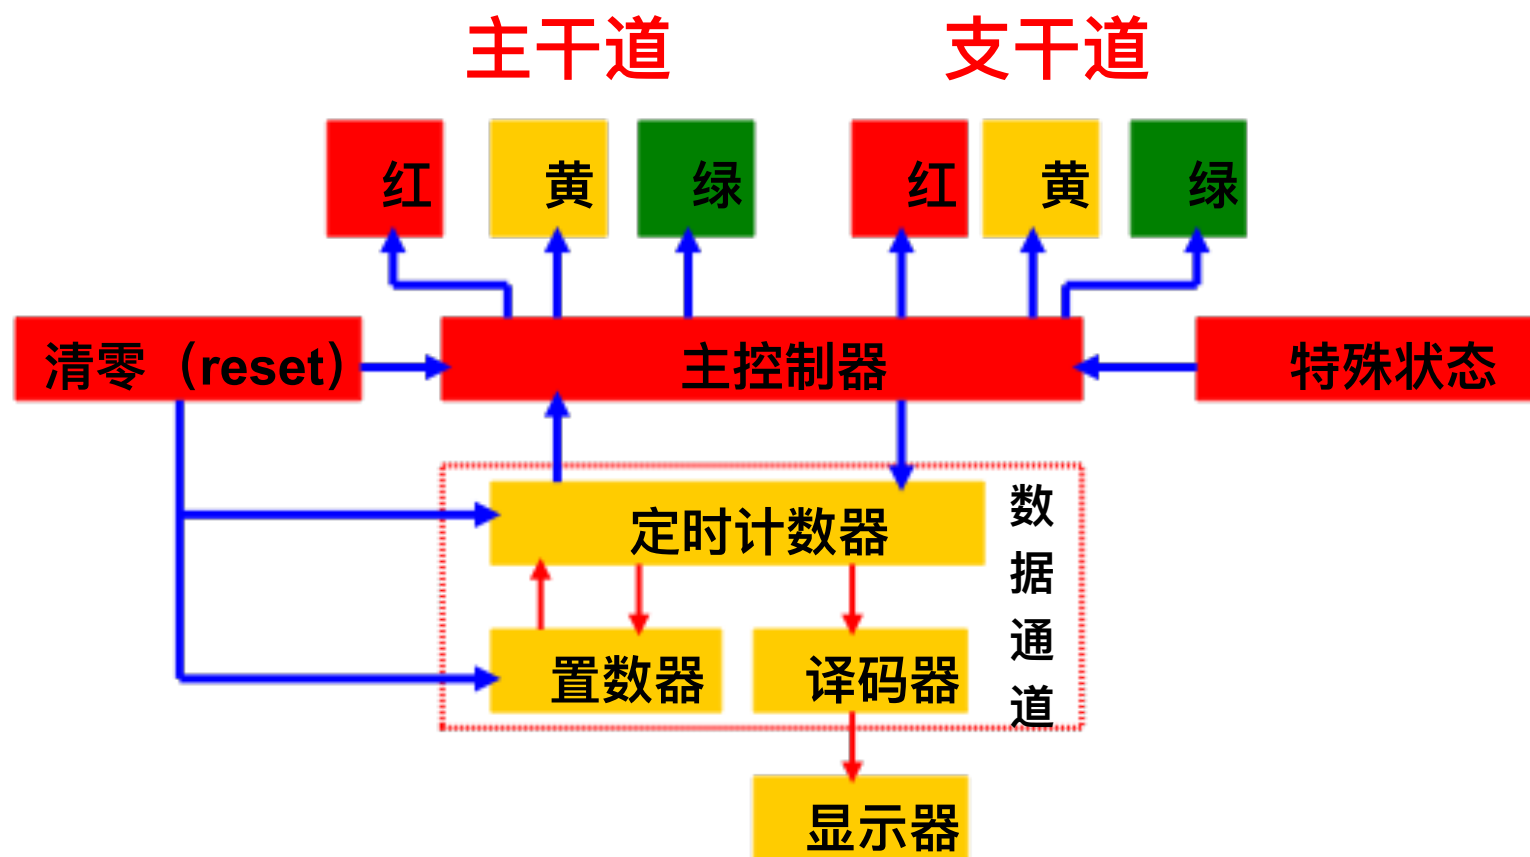 主干道 支干道
红 黄 绿 红 黄 绿
清零（reset） 主控制器 特殊状态
定时计数器
置数器 译码器
数
据
通
道
显示器